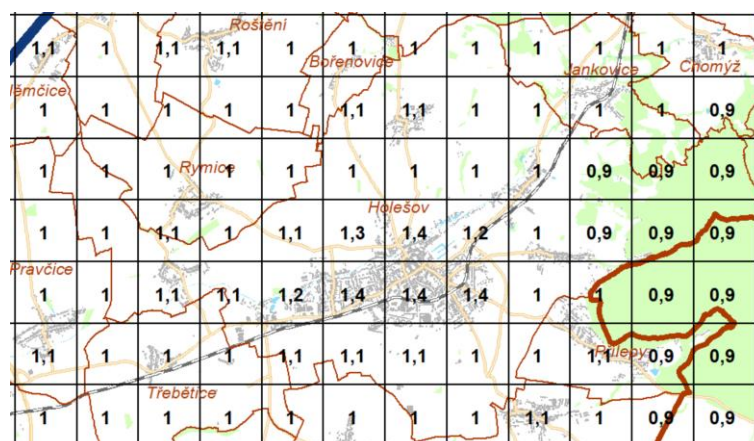 Roštění
1,1 1 1,1 1,1 1 1 1 1 1 1 1 1
Bořenovice Jankovice Chomýž
Němčice
1 1 1 1 1 1,1 1,1 1 1 1 1 0,9
Rymice
1 1 1 1 1 1 1 1 1 0,9 0,9 0,9
Holešov
1 1 1,1 1 1,1 1,3 1,4 1,2 1 0,9 0,9 0,9
Pravčice
1 1 1,1 1,1 1,2 1,4 1,4 1,4 1 1 0,9 0,9
1,1 1 1 1 1,1 1,1 1,1 1 1 1,1 0,9 0,9
Přílepy
Třebětice
1 1 1 1 1 1 1 1 1,1 1 0,9 0,9